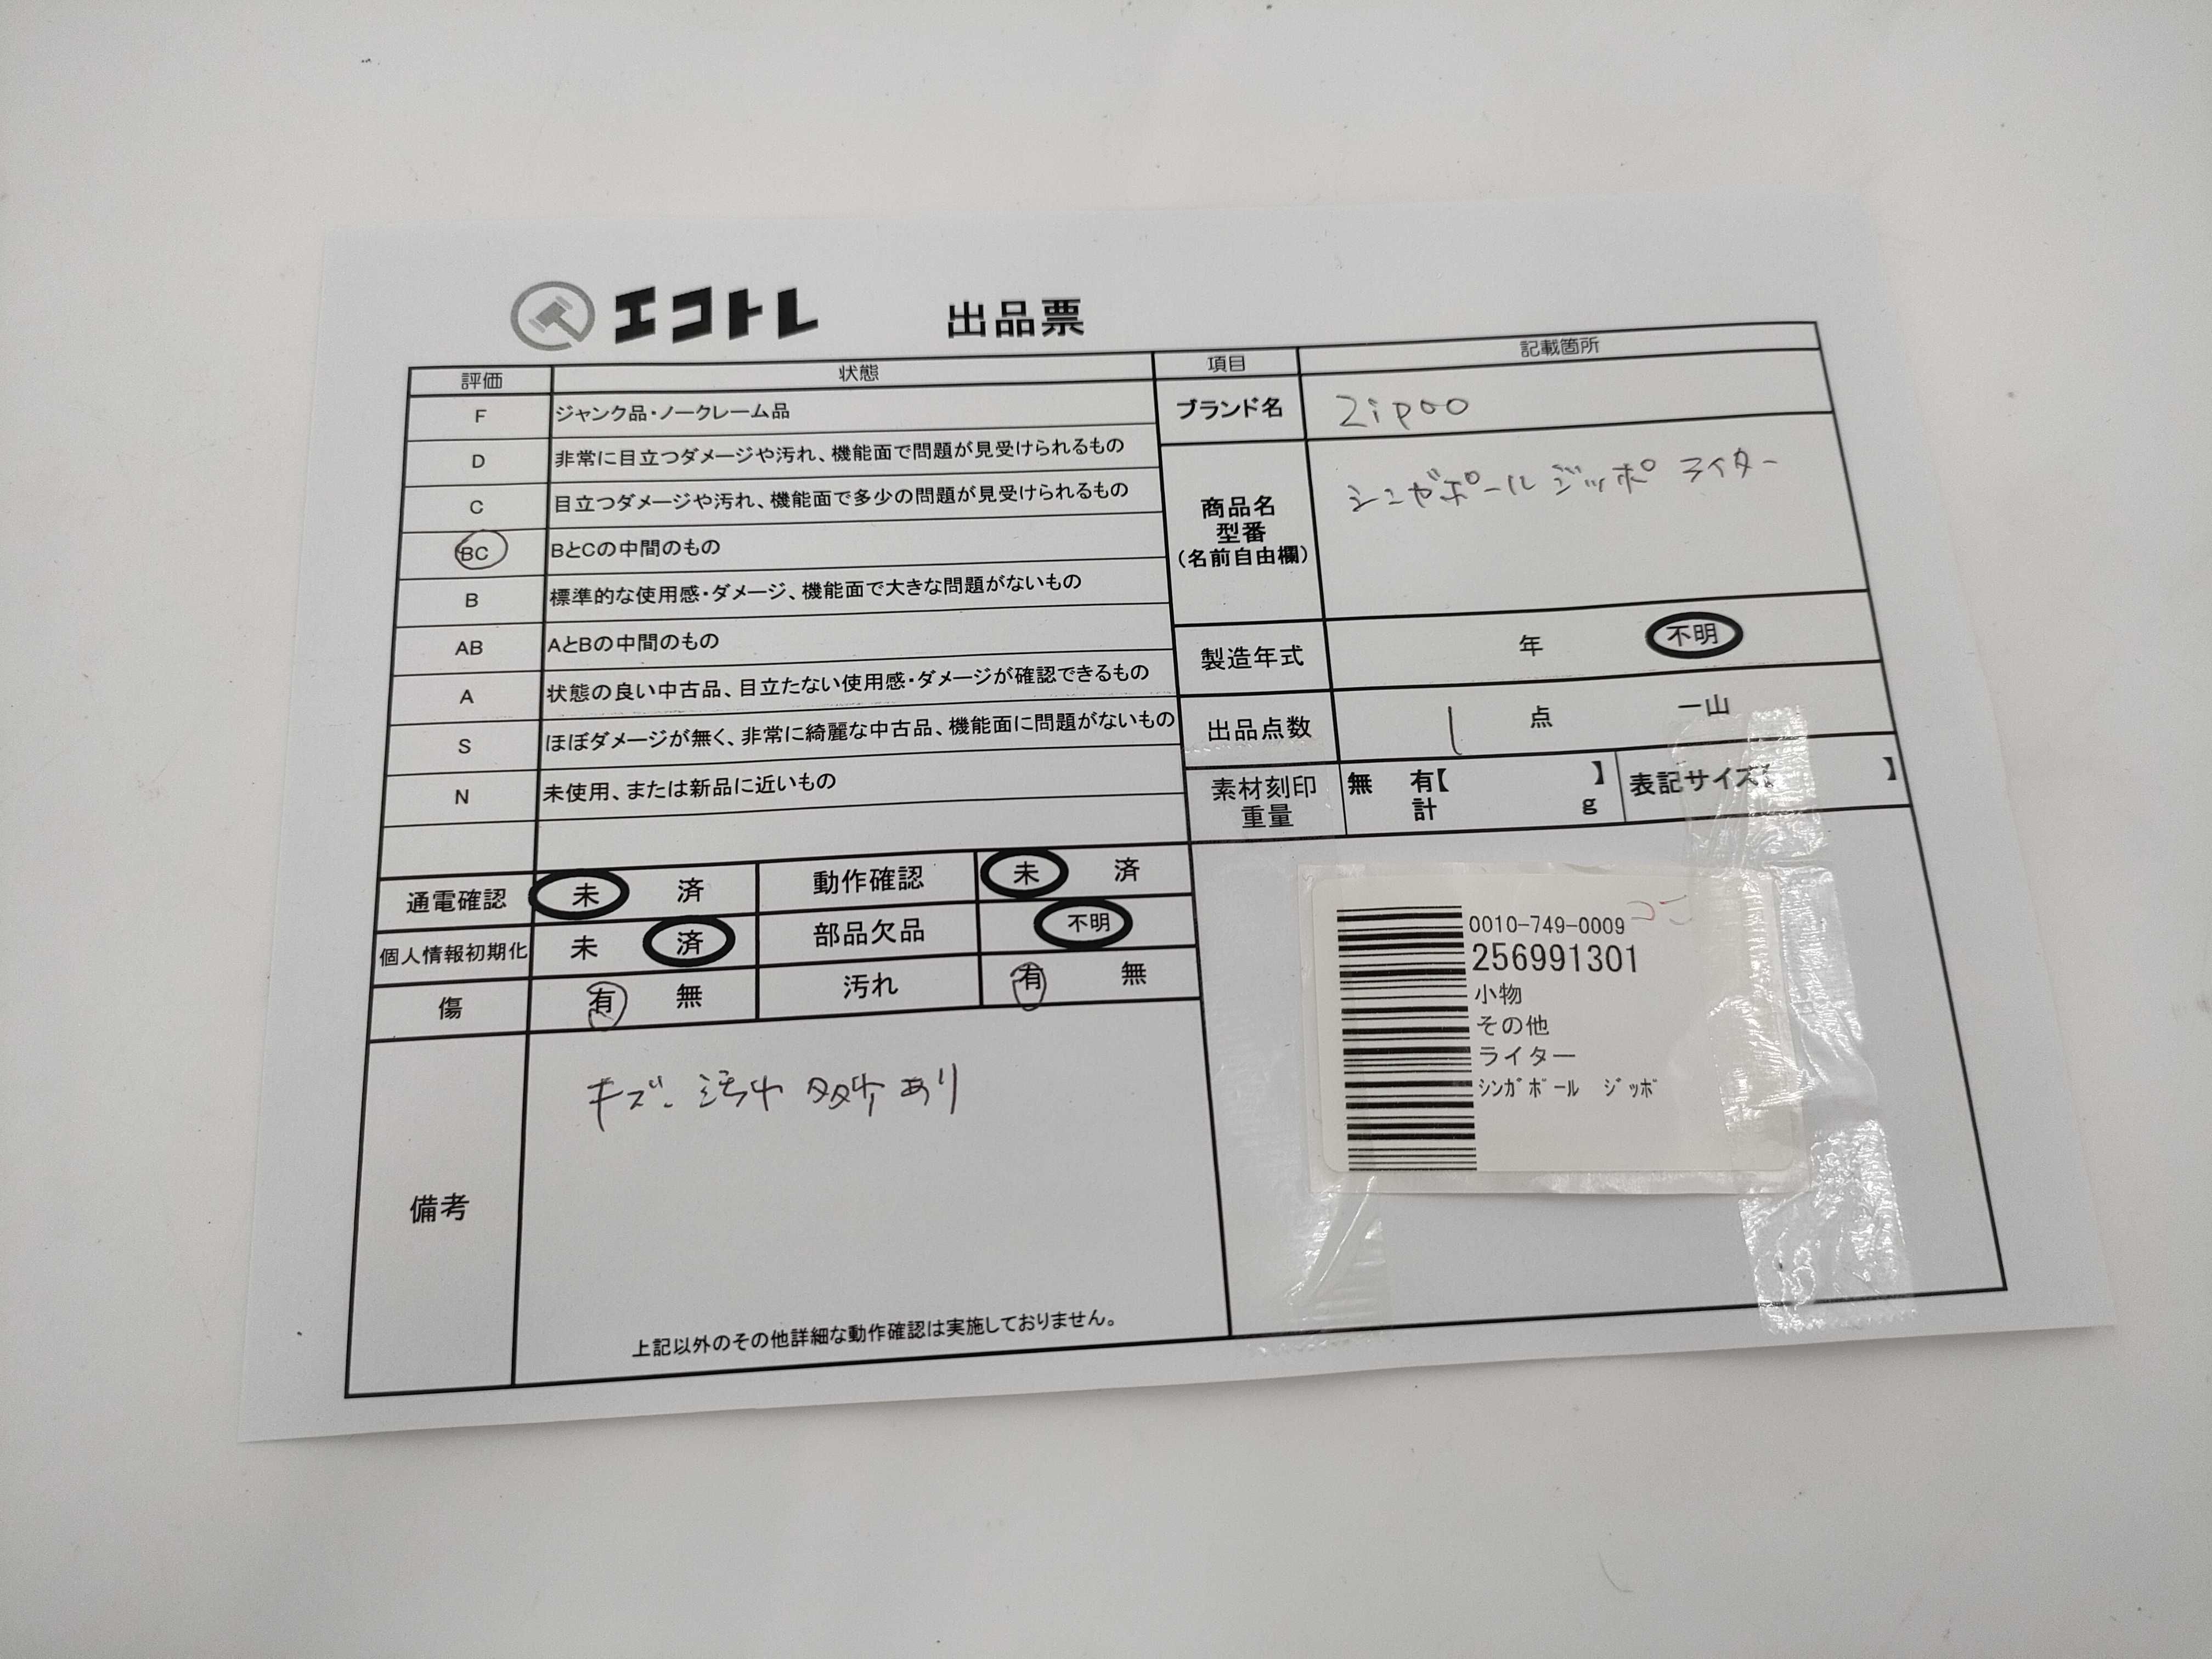 エコトレ 出品票
評価 状態
F ジャンク品・ノークレーム品
D 非常に目立つダメージや汚れ、機能面で問題が見受けられるもの
C 目立つダメージや汚れ、機能面で多少の問題が見受けられるもの
BC BとCの中間のもの
B 標準的な使用感・ダメージ、機能面で大きな問題がないもの
AB AとBの中間のもの
A 状態の良い中古品、目立たない使用感・ダメージが確認できるもの
S ほぼダメージが無く、非常に綺麗な中古品、機能面に問題がないもの
N 未使用、または新品に近いもの
項目 記載箇所
ブランド名 Zipoo
商品名
型番
(名前自由欄)
シンガポール ジッポ ライター
製造年式 年 不明
出品点数 1 点 一山
素材刻印
重量
無 有【 】
計 g
表記サイズ【 】
通電確認 未 済 動作確認 未 済
個人情報初期化 未 済 部品欠品 不明
傷 有 無 汚れ 有 無
備考
キズ、汚れ 多少 あり
上記以外のその他詳細な動作確認は実施しておりません。
0010-749-0009
256991301
小物
その他
ライター
ｼﾝｶﾞﾎﾟｰﾙ ｼﾞｯﾎﾟ